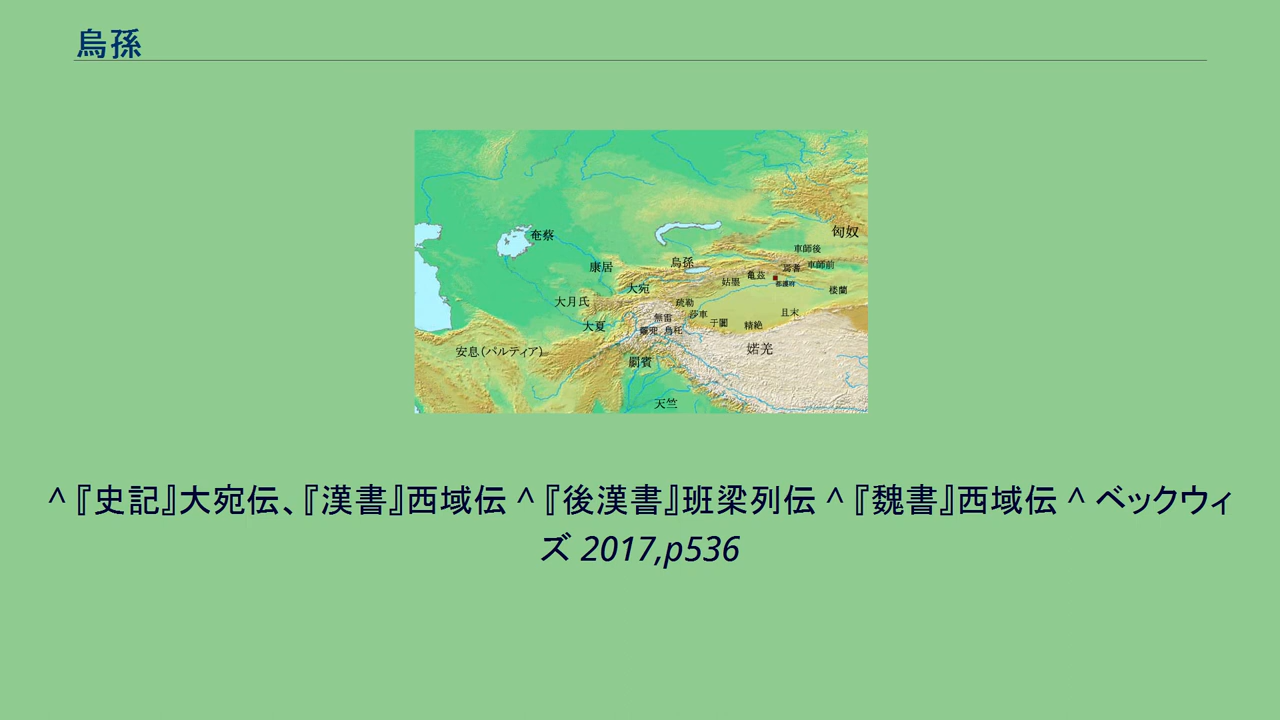 烏孫
奄蔡
匈奴
車師後
烏孫
康居
車師前
焉耆
亀茲
姑墨
都護府
大宛
楼蘭
大月氏
疏勒
莎車
且末
無雷
于闐
精絶
大夏
烏秅
安息(パルティア)
婼羌
罽賓
天竺
^『史記』大宛伝、『漢書』西域伝 ^『後漢書』班梁列伝 ^『魏書』西域伝 ^ ベックウィ
ズ 2017,p536